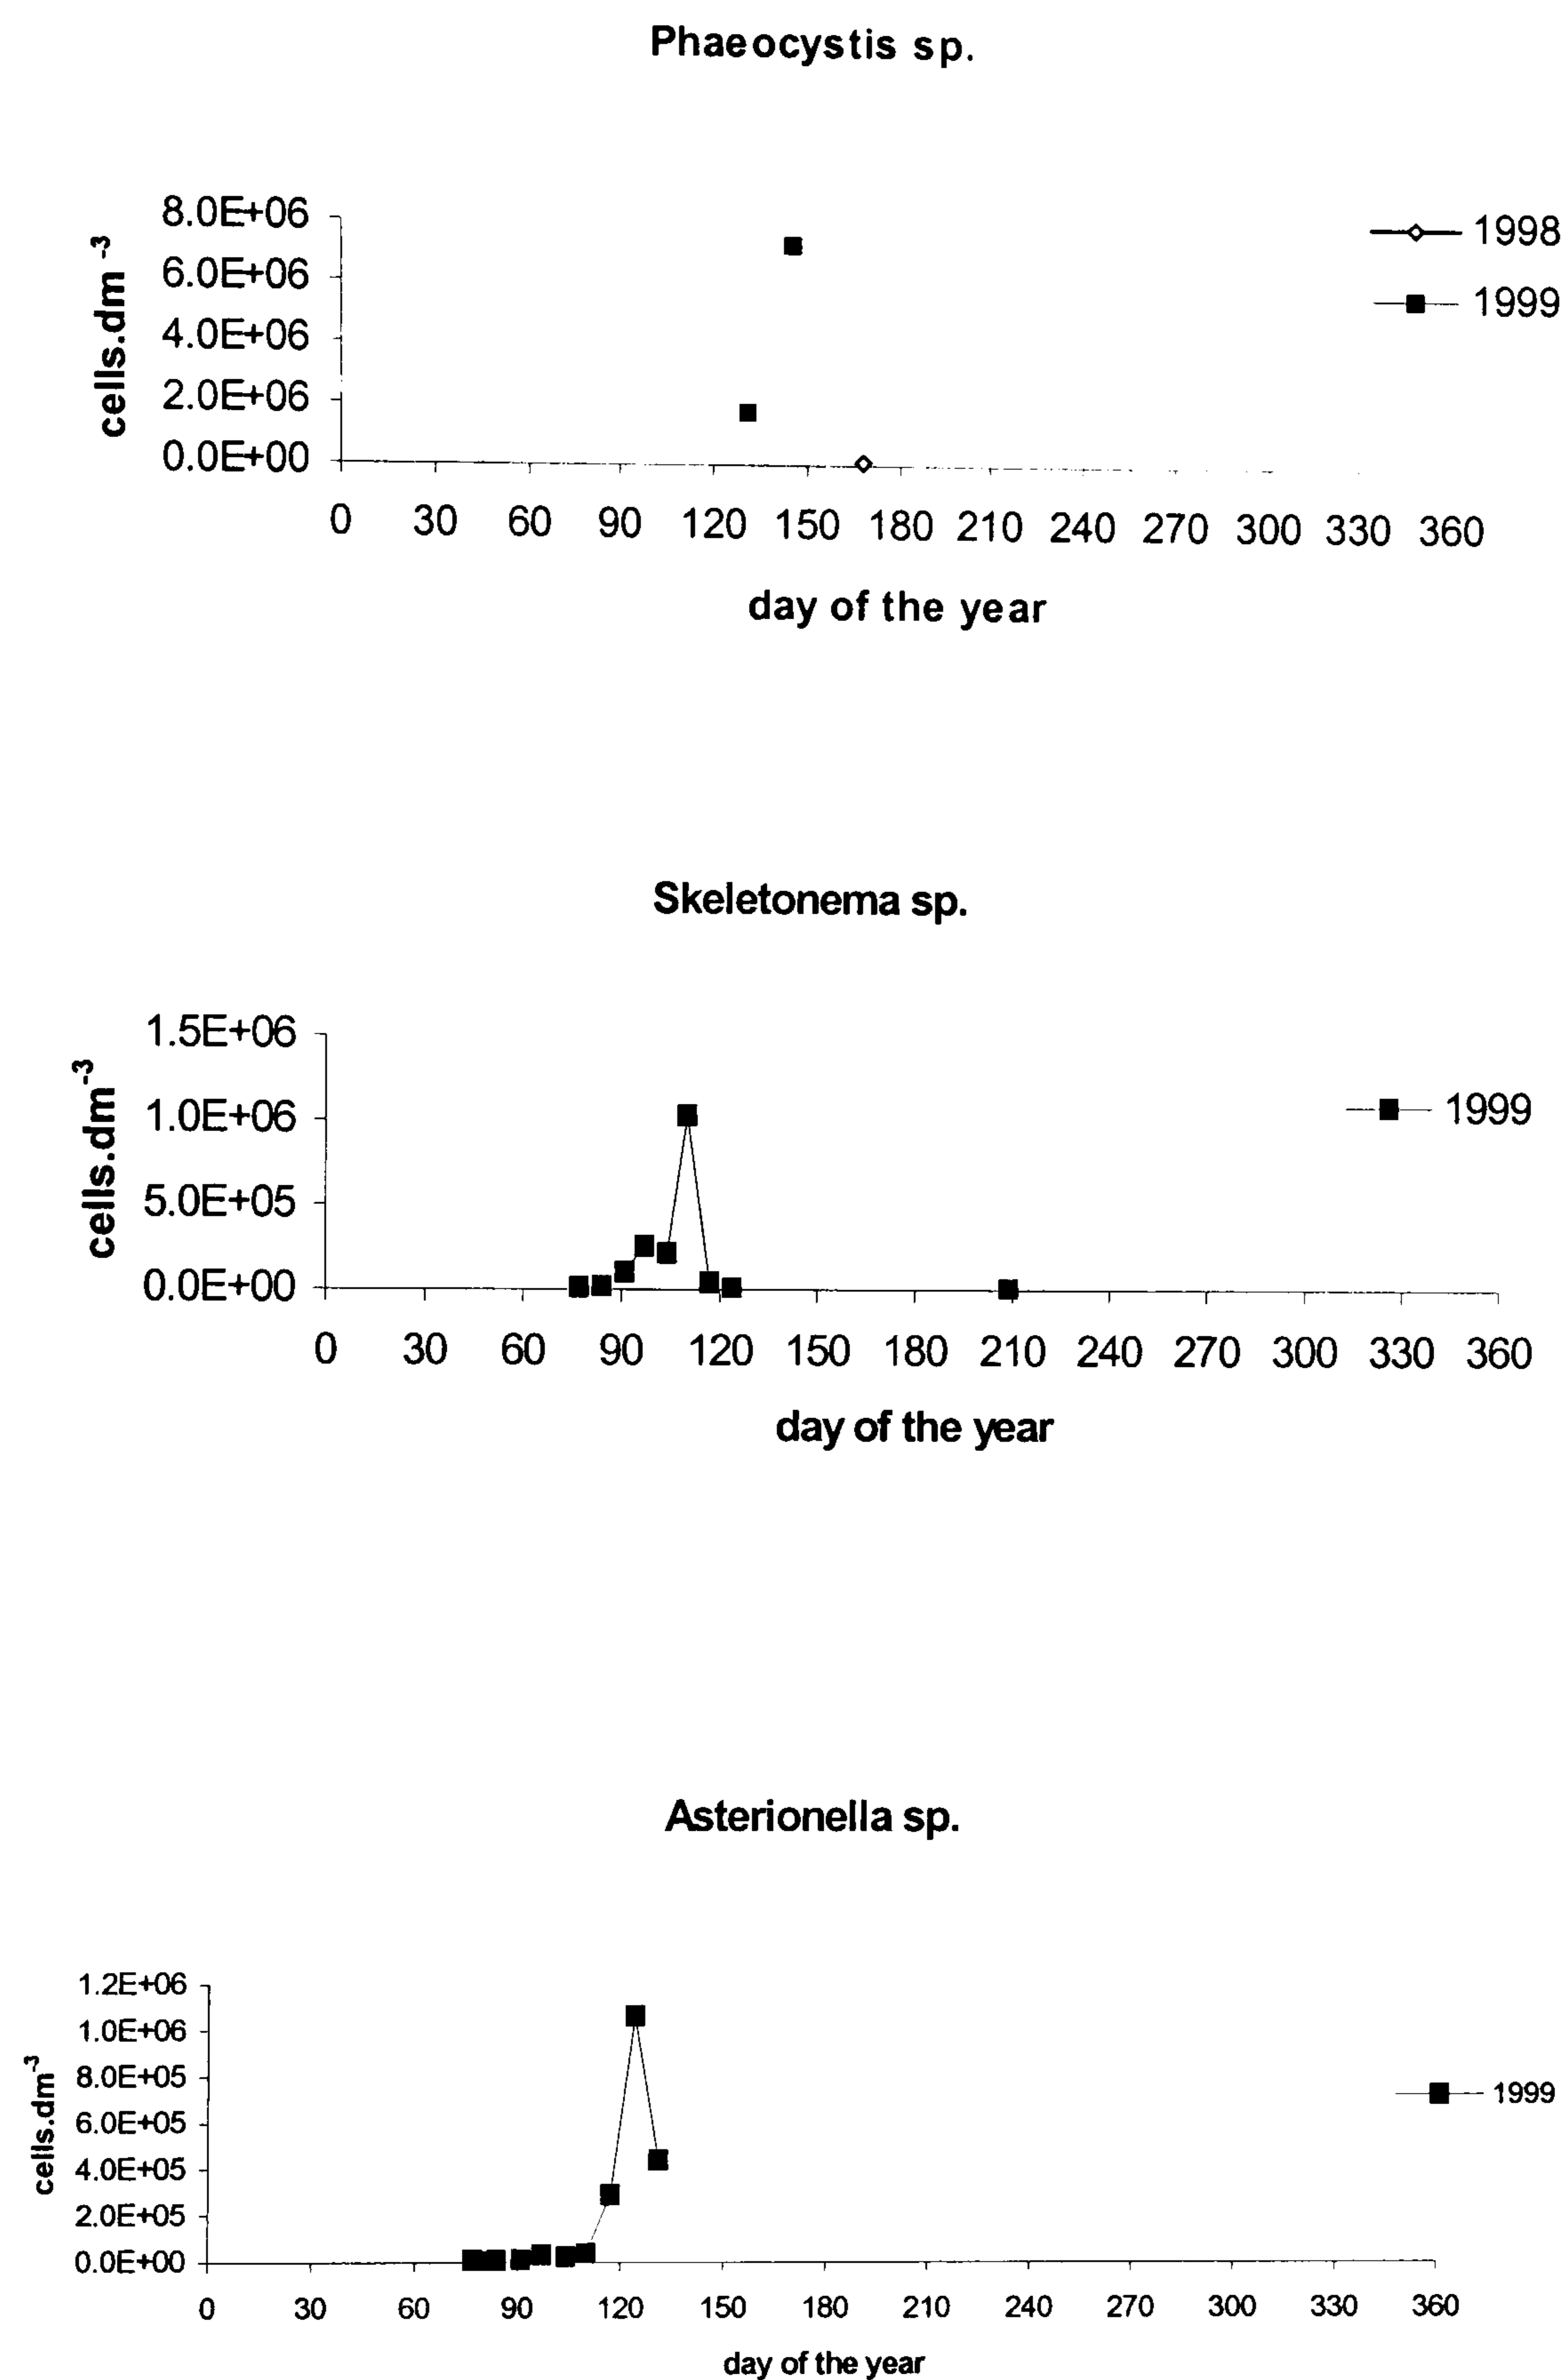 Phaeocystis sp.
8.0E+06
6.0E+06
4.0E+06
2.0E+06
0.0E+00
cells.dm-3
1998
1999
0 30 60 90 120 150 180 210 240 270 300 330 360
day of the year
Skeletonema sp.
1.5E+06
1.0E+06
5.0E+05
0.0E+00
cells.dm-3
1999
0 30 60 90 120 150 180 210 240 270 300 330 360
day of the year
Asterionella sp.
1.2E+06
1.0E+06
8.0E+05
6.0E+05
4.0E+05
2.0E+05
0.0E+00
cells.dm-3
1999
0 30 60 90 120 150 180 210 240 270 300 330 360
day of the year